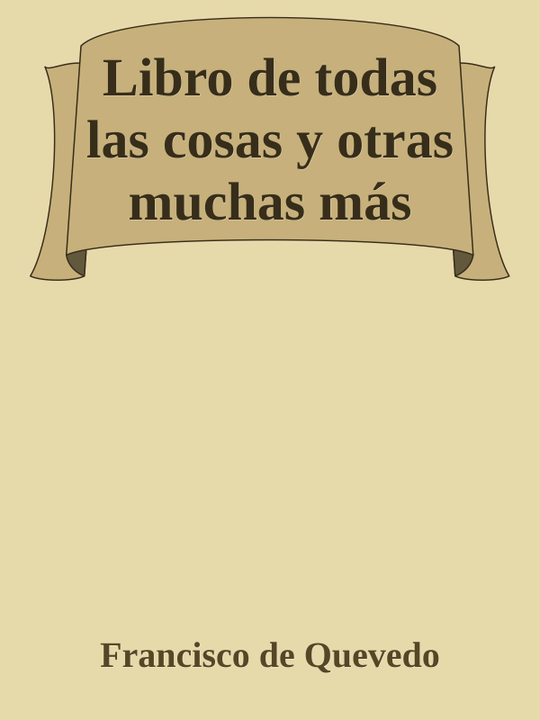 Libro de todas
las cosas y otras
muchas más
Francisco de Quevedo